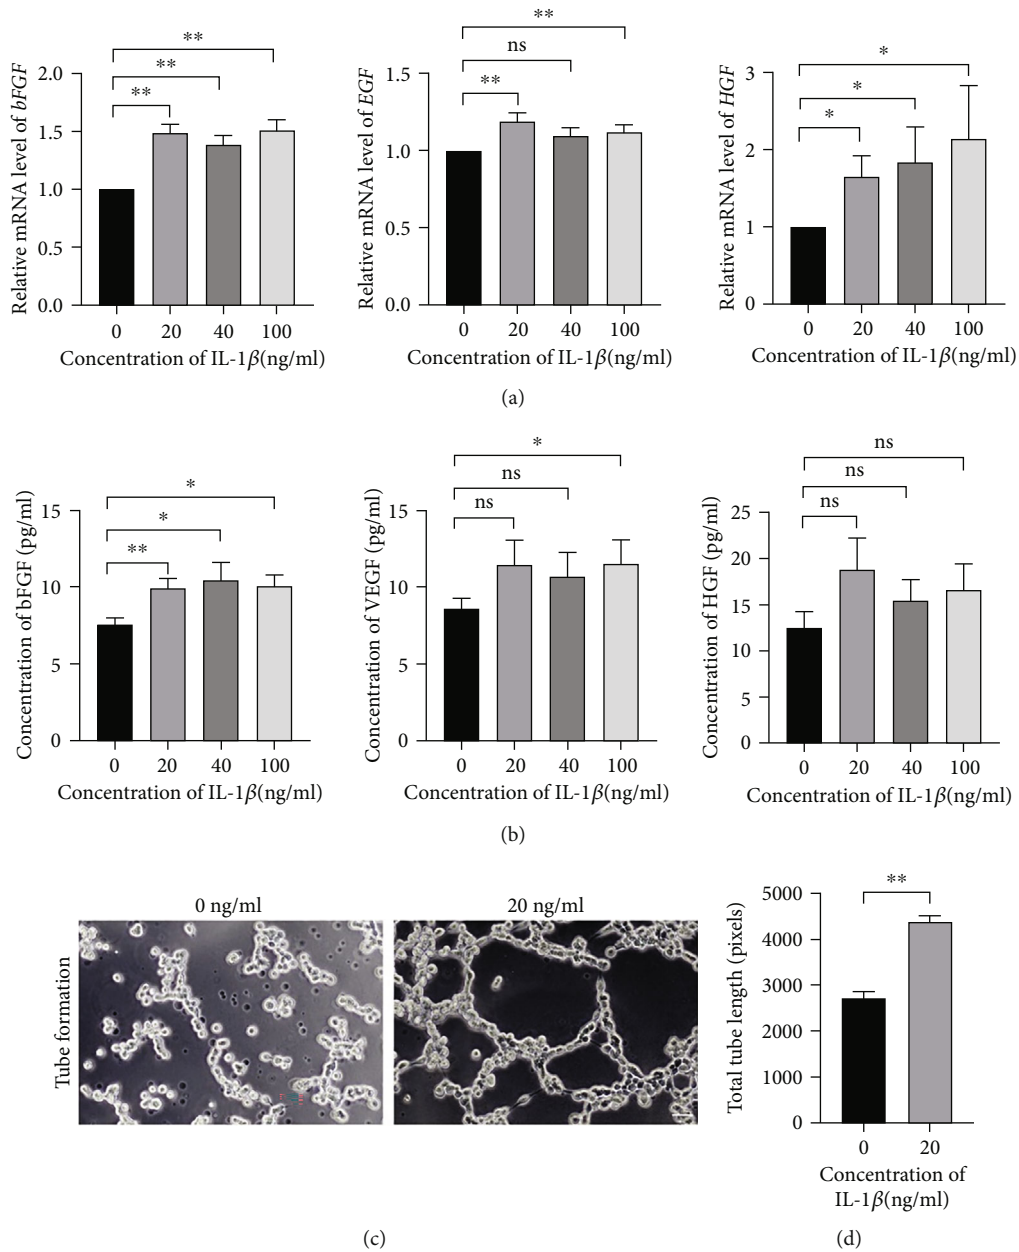 Relative mRNA level of bFGF
2.0
1.5
1.0
0.5
0.0
**
**
**
0 20 40 100
Concentration of IL-1β(ng/ml)
Relative mRNA level of EGF
1.5
1.0
0.5
0.0
**
ns
**
0 20 40 100
Concentration of IL-1β(ng/ml)
Relative mRNA level of HGF
3
2
1
0
*
*
*
0 20 40 100
Concentration of IL-1β(ng/ml)
(a)
Concentration of bFGF (pg/ml)
15
10
5
0
*
*
**
0 20 40 100
Concentration of IL-1β(ng/ml)
Concentration of VEGF (pg/ml)
15
10
5
0
*
ns
ns
0 20 40 100
Concentration of IL-1β(ng/ml)
Concentration of HGF (pg/ml)
25
20
15
10
5
0
ns
ns
ns
0 20 40 100
Concentration of IL-1β(ng/ml)
(b)
0 ng/ml
20 ng/ml
Tube formation
(c)
Total tube length (pixels)
5000
4000
3000
2000
4000
1000
0
**
0 20
Concentration of
IL-1β(ng/ml)
(d)